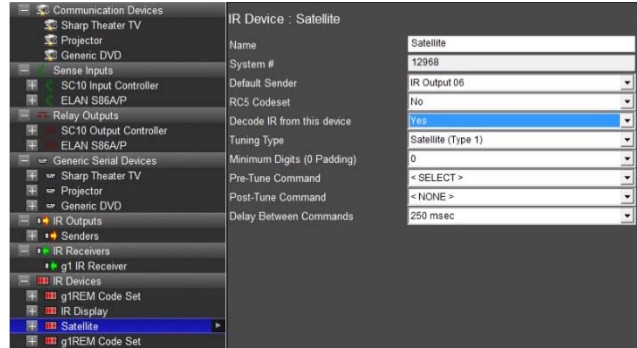 Communication Devices
Sharp Theater TV
Projector
Generic DVD
Sense Inputs
SC10 Input Controller
ELAN S86A/P
Relay Outputs
SC10 Output Controller
ELAN S86A/P
Generic Serial Devices
Sharp Theater TV
Projector
Generic DVD
IR Outputs
Senders
IR Receivers
g1 IR Receiver
IR Devices
g1REM Code Set
IR Display
Satellite
g1REM Code Set
IR Device : Satellite
Name Satellite
System # 12968
Default Sender IR Output 06
RC5 Codeset No
Decode IR from this device Yes
Tuning Type Satellite (Type 1)
Minimum Digits (0 Padding) 0
Pre-Tune Command < SELECT >
Post-Tune Command < NONE >
Delay Between Commands 250 msec